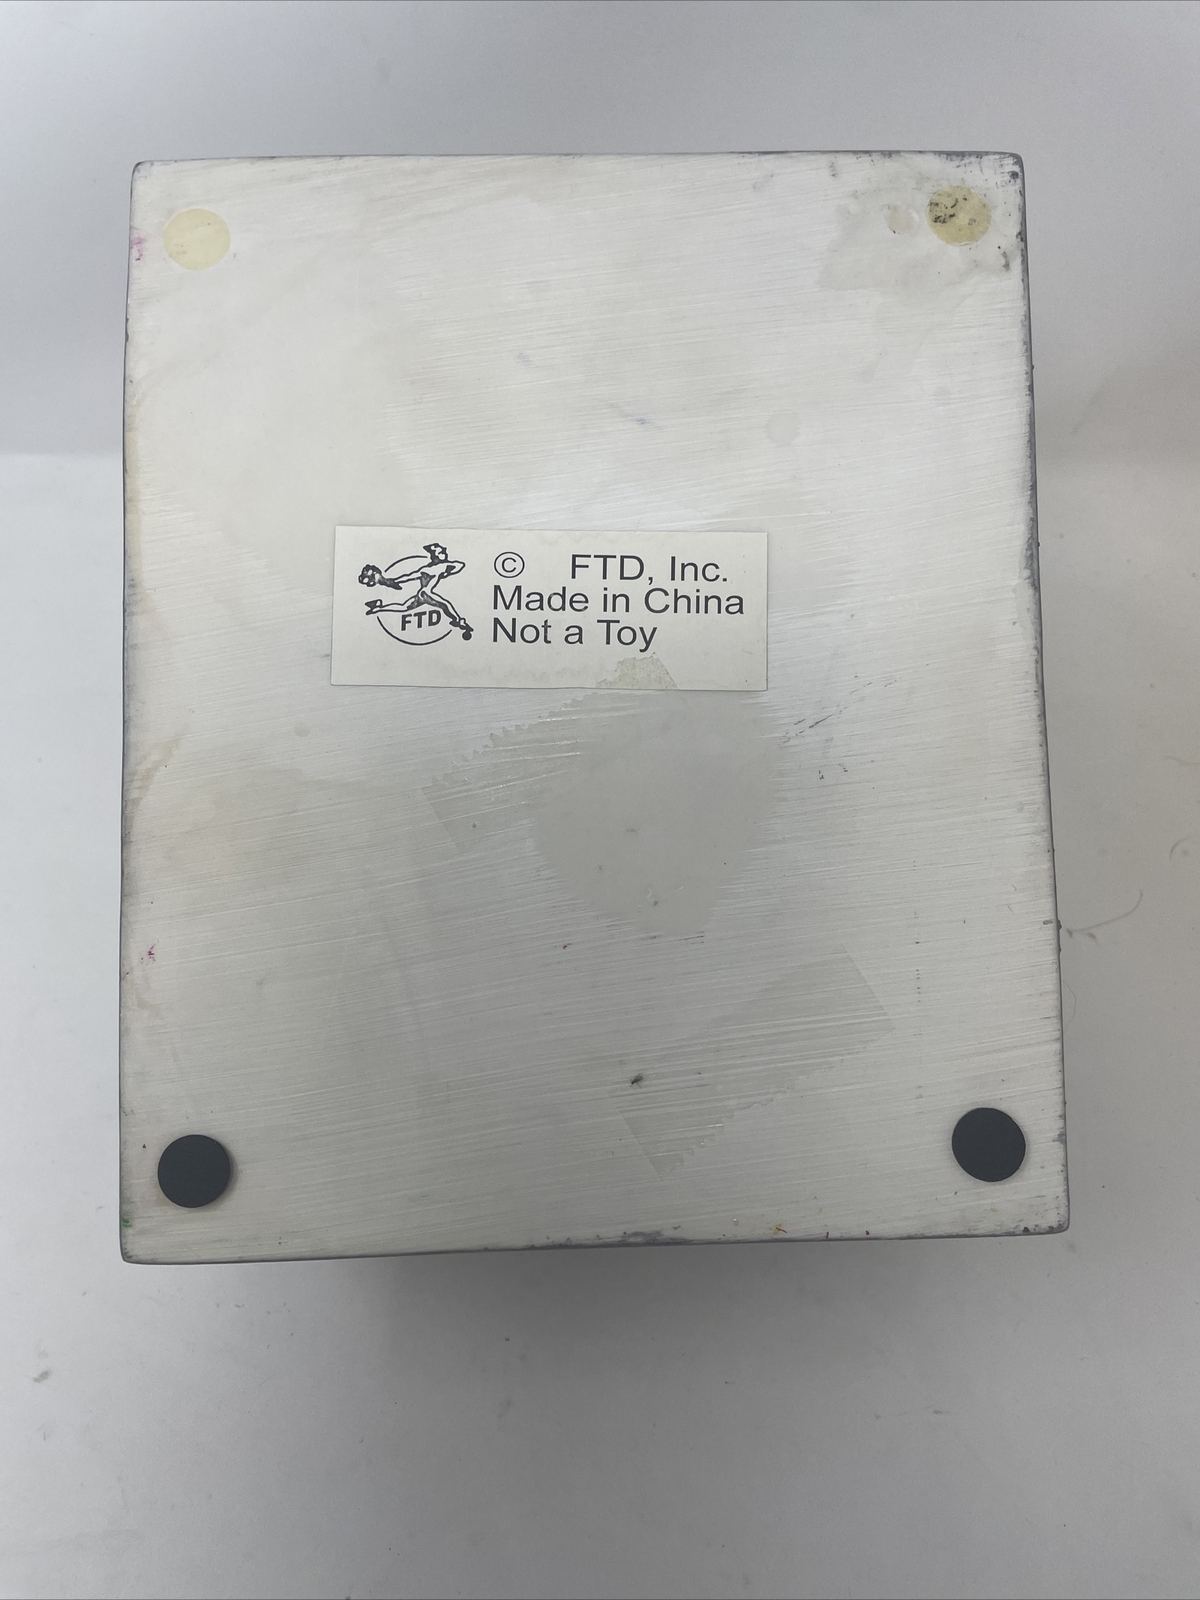 © FTD, Inc.
Made in China
Not a Toy
FTD